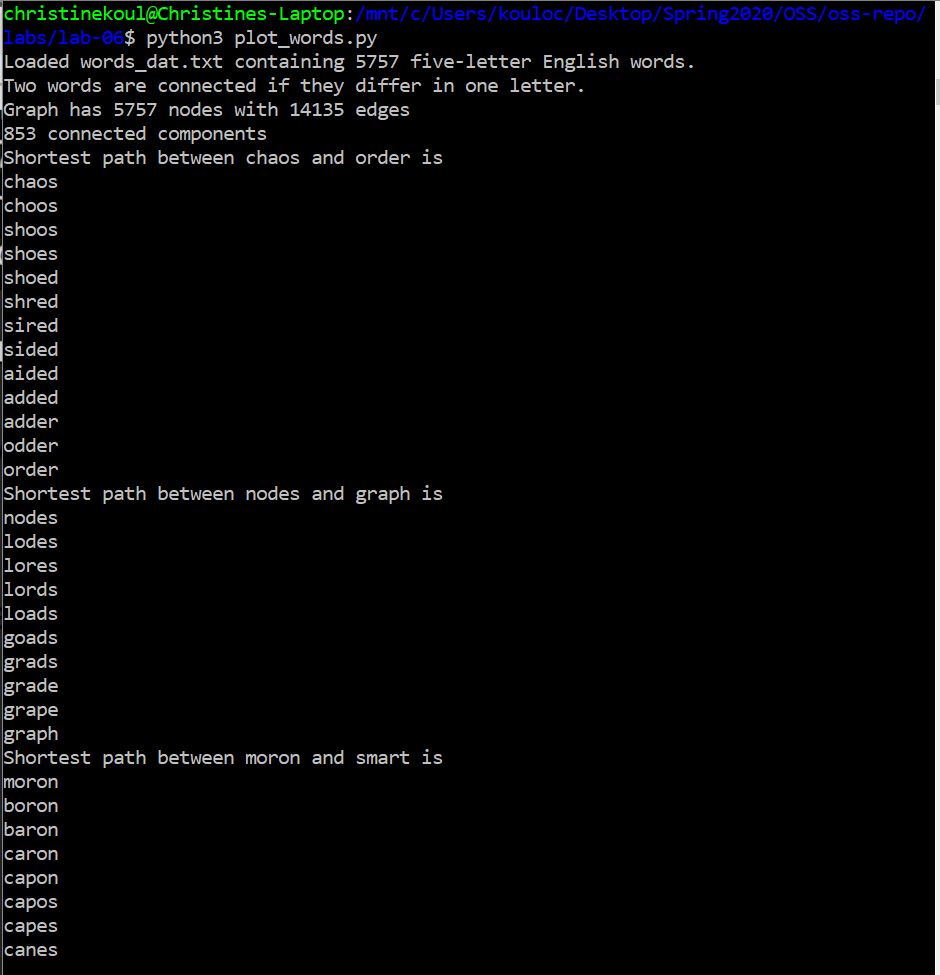 christinekoul@Christines-Laptop:/mnt/c/Users/kouloc/Desktop/Spring2020/OSS/oss-repo/
labs/lab-06$ python3 plot_words.py
Loaded words_dat.txt containing 5757 five-letter English words.
Two words are connected if they differ in one letter.
Graph has 5757 nodes with 14135 edges
853 connected components
Shortest path between chaos and order is
chaos
choos
shoos
shoes
shoed
shred
sired
sided
aided
added
adder
odder
order
Shortest path between nodes and graph is
nodes
lodes
lores
lords
loads
goads
grads
grade
grape
graph
Shortest path between moron and smart is
moron
boron
baron
caron
capon
capos
capes
canes